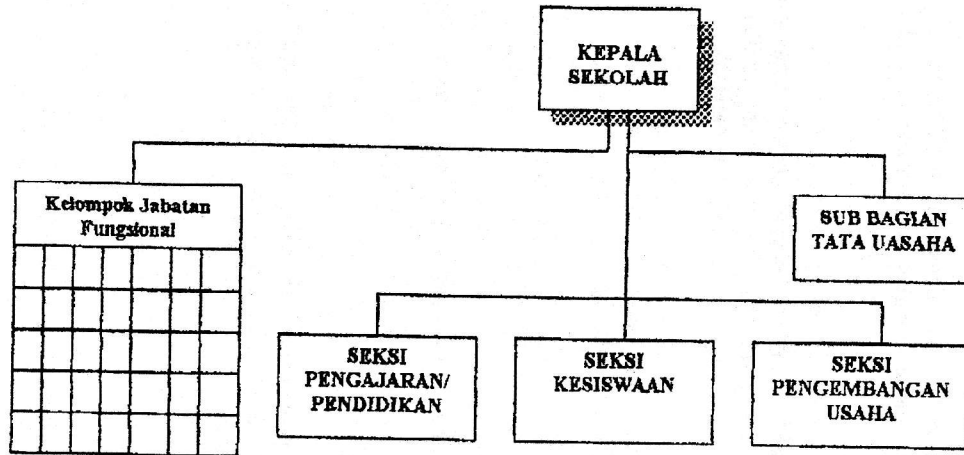 KEPALA
SEKOLAH
Kelompok Jabatan
Fungsional
SUB BAGIAN
TATA UASAHA
SEKSI
PENGAJARAN/
PENDIDIKAN
SEKSI
KESISWAAN
SEKSI
PENGEMBANGAN
USAHA